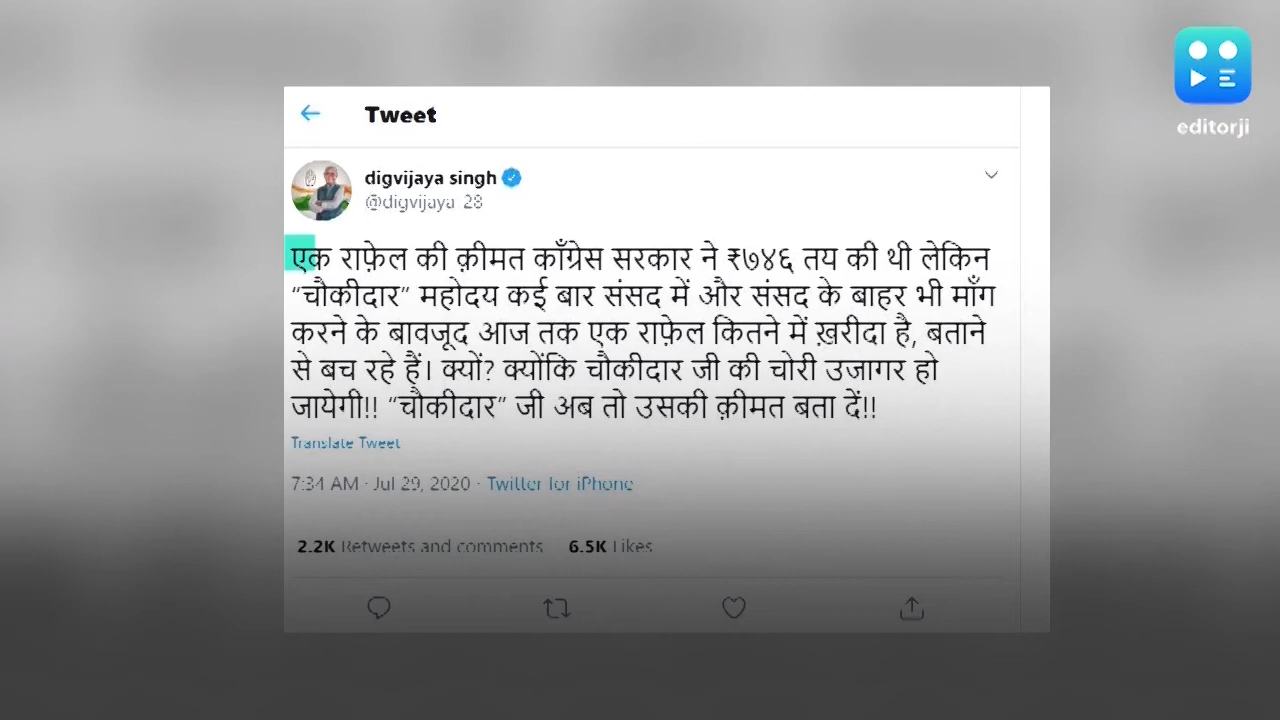 editorji
Tweet
digvijaya singh
@digvijaya 28
एक राफ़ेल की क़ीमत काँग्रेस सरकार ने ₹७४६ तय की थी लेकिन
“चौकीदार” महोदय कई बार संसद में और संसद के बाहर भी माँग
करने के बावजूद आज तक एक राफ़ेल कितने में ख़रीदा है, बताने
से बच रहे हैं। क्यों? क्योंकि चौकीदार जी की चोरी उजागर हो
जायेगी!! “चौकीदार” जी अब तो उसकी क़ीमत बता दें!!
Translate Tweet
7:34 AM · Jul 29, 2020 · Twitter for iPhone
2.2K Retweets and comments 6.5K Likes